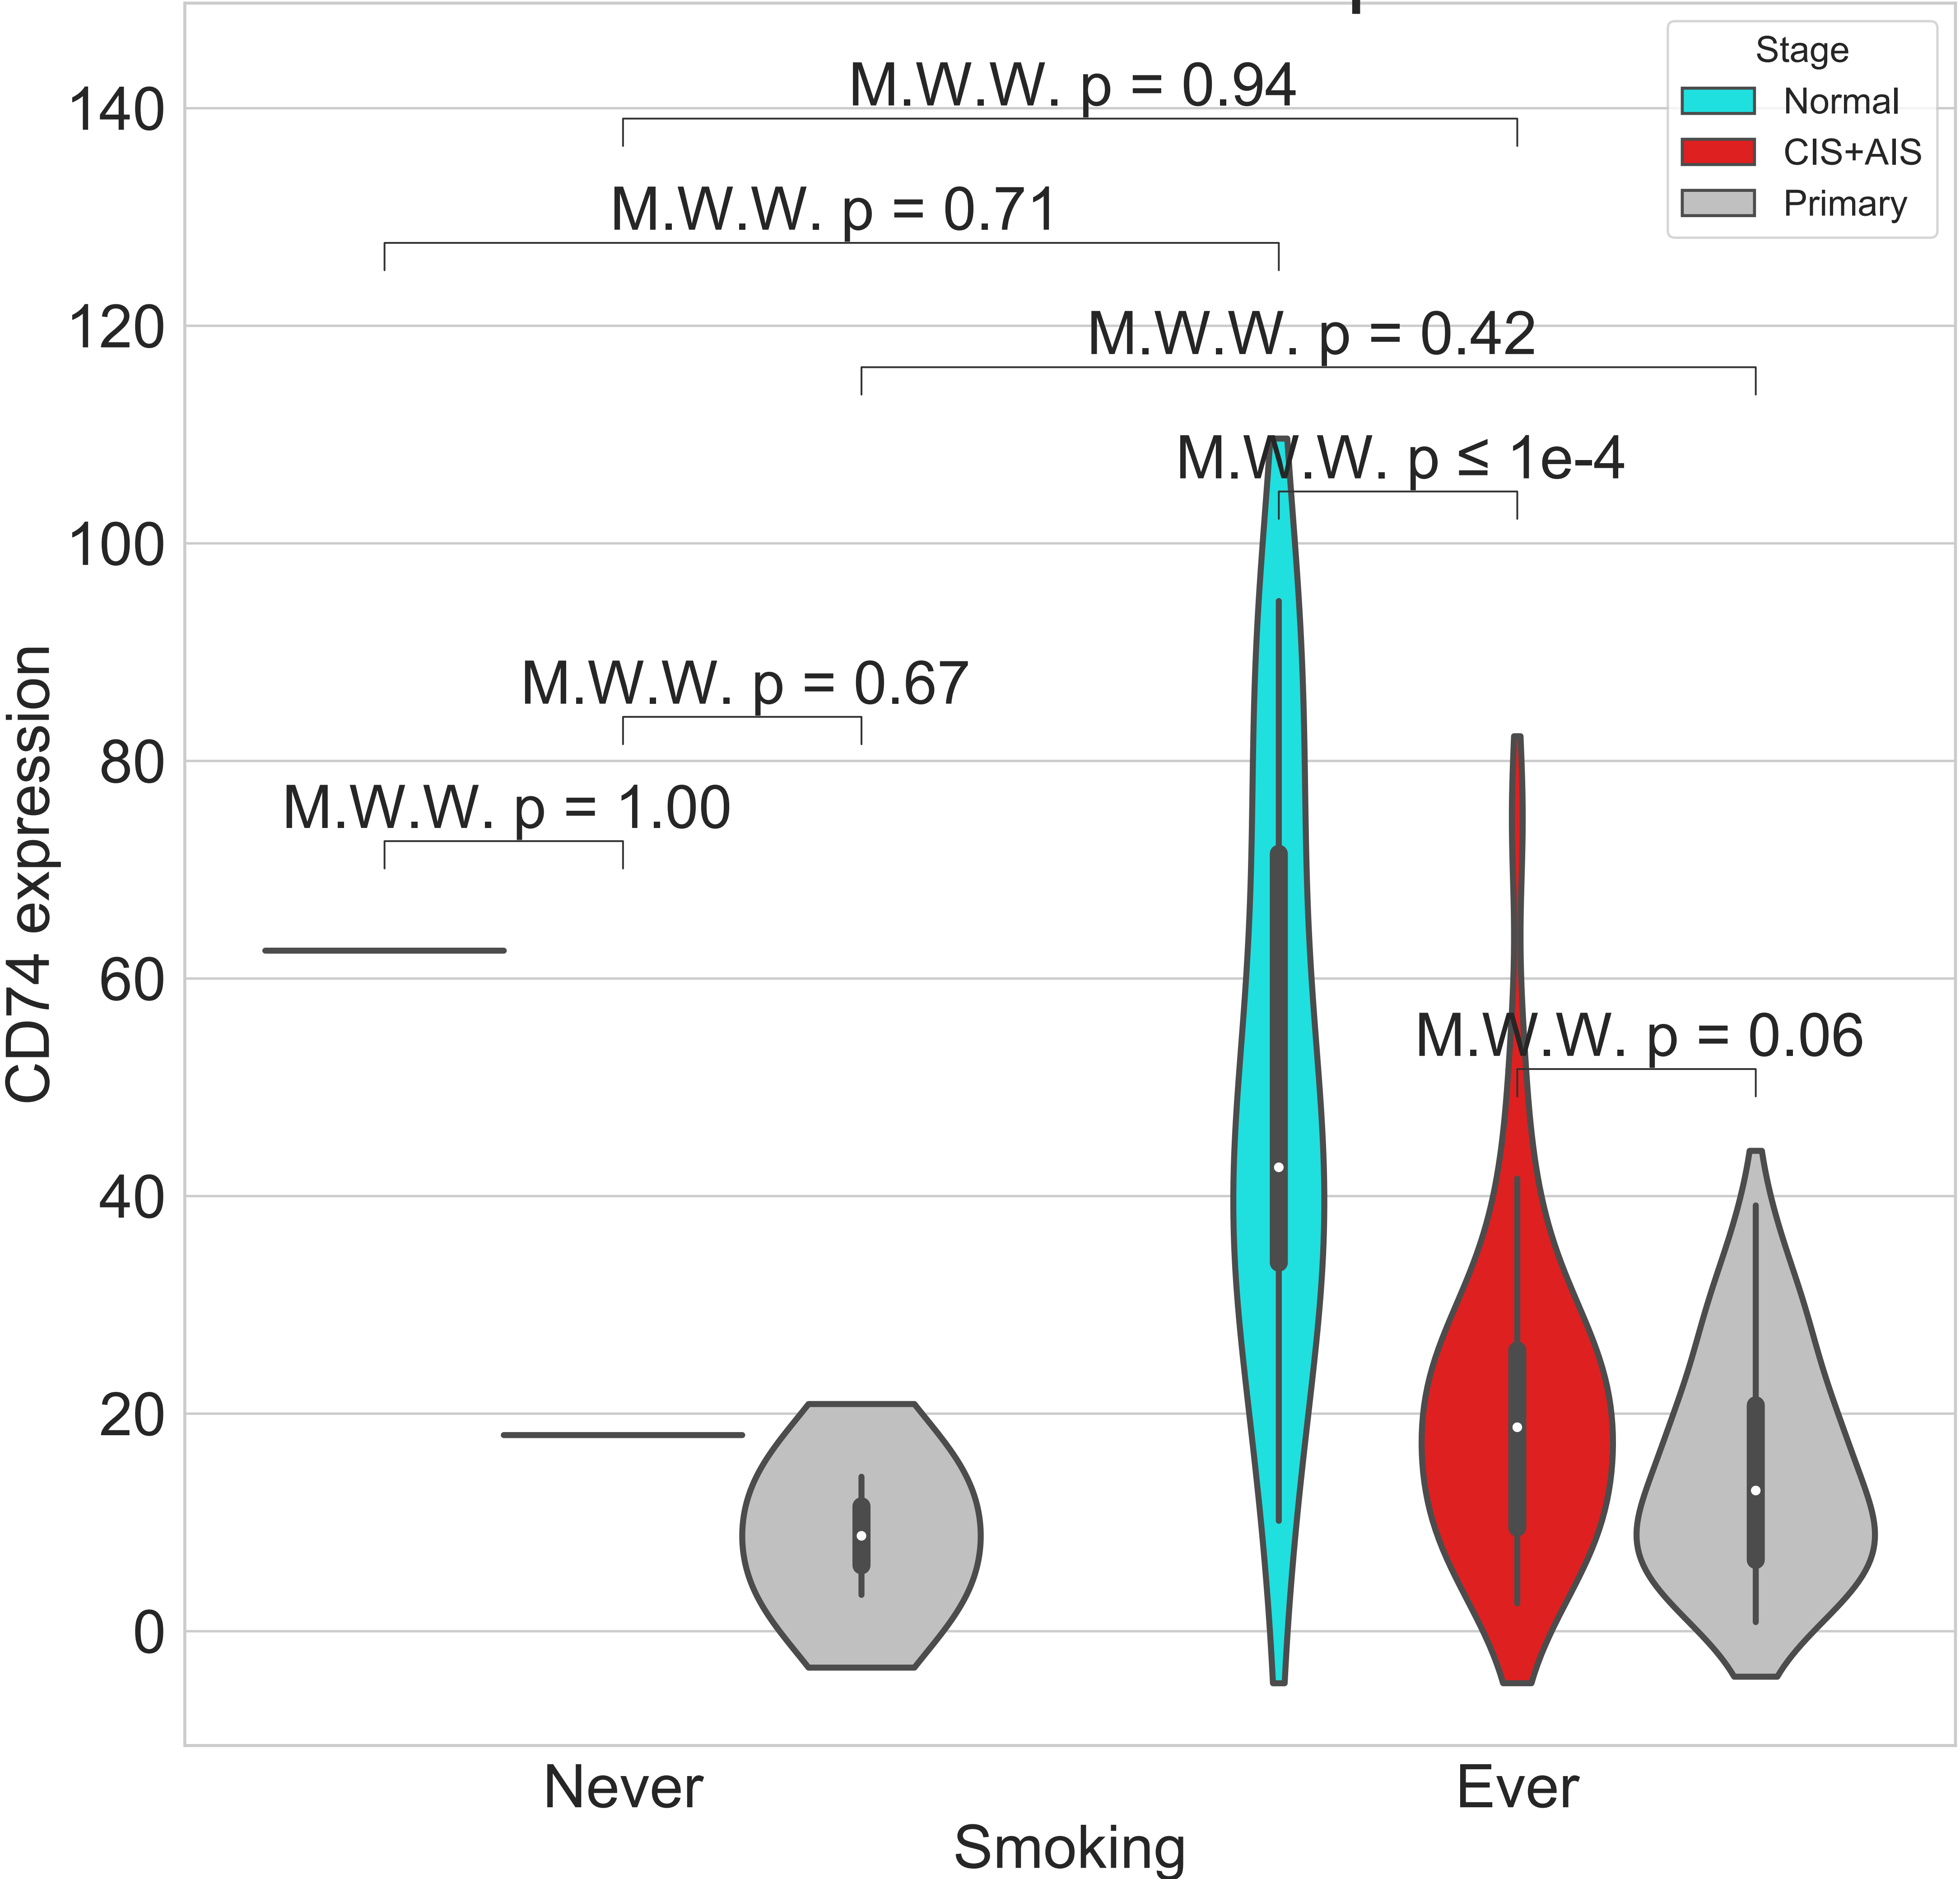 Stage
Normal
CIS+AIS
Primary
M.W.W. p = 0.94
M.W.W. p = 0.71
M.W.W. p = 0.42
M.W.W. p ≤ 1e-4
M.W.W. p = 0.67
M.W.W. p = 1.00
M.W.W. p = 0.06
140
120
100
80
60
40
20
0
CD74 expression
Never
Ever
Smoking